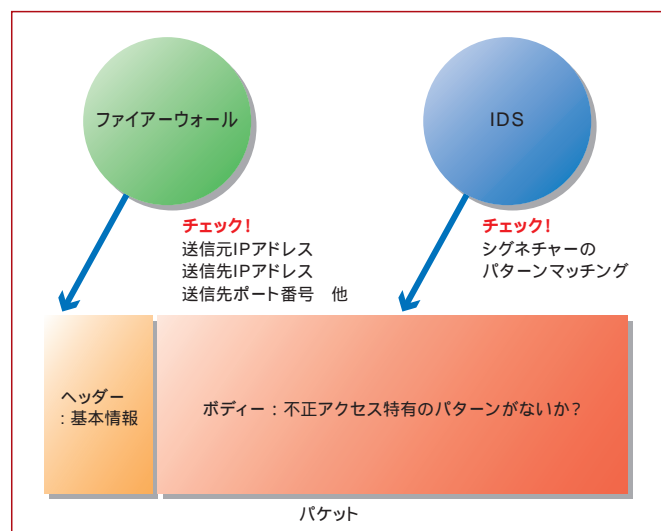 ファイアーウォール
IDS
チェック!
送信元IPアドレス
送信先IPアドレス
送信先ポート番号　他
チェック!
シグネチャーの
パターンマッチング
ヘッダー
:基本情報
ボディー:不正アクセス特有のパターンがないか?
パケット